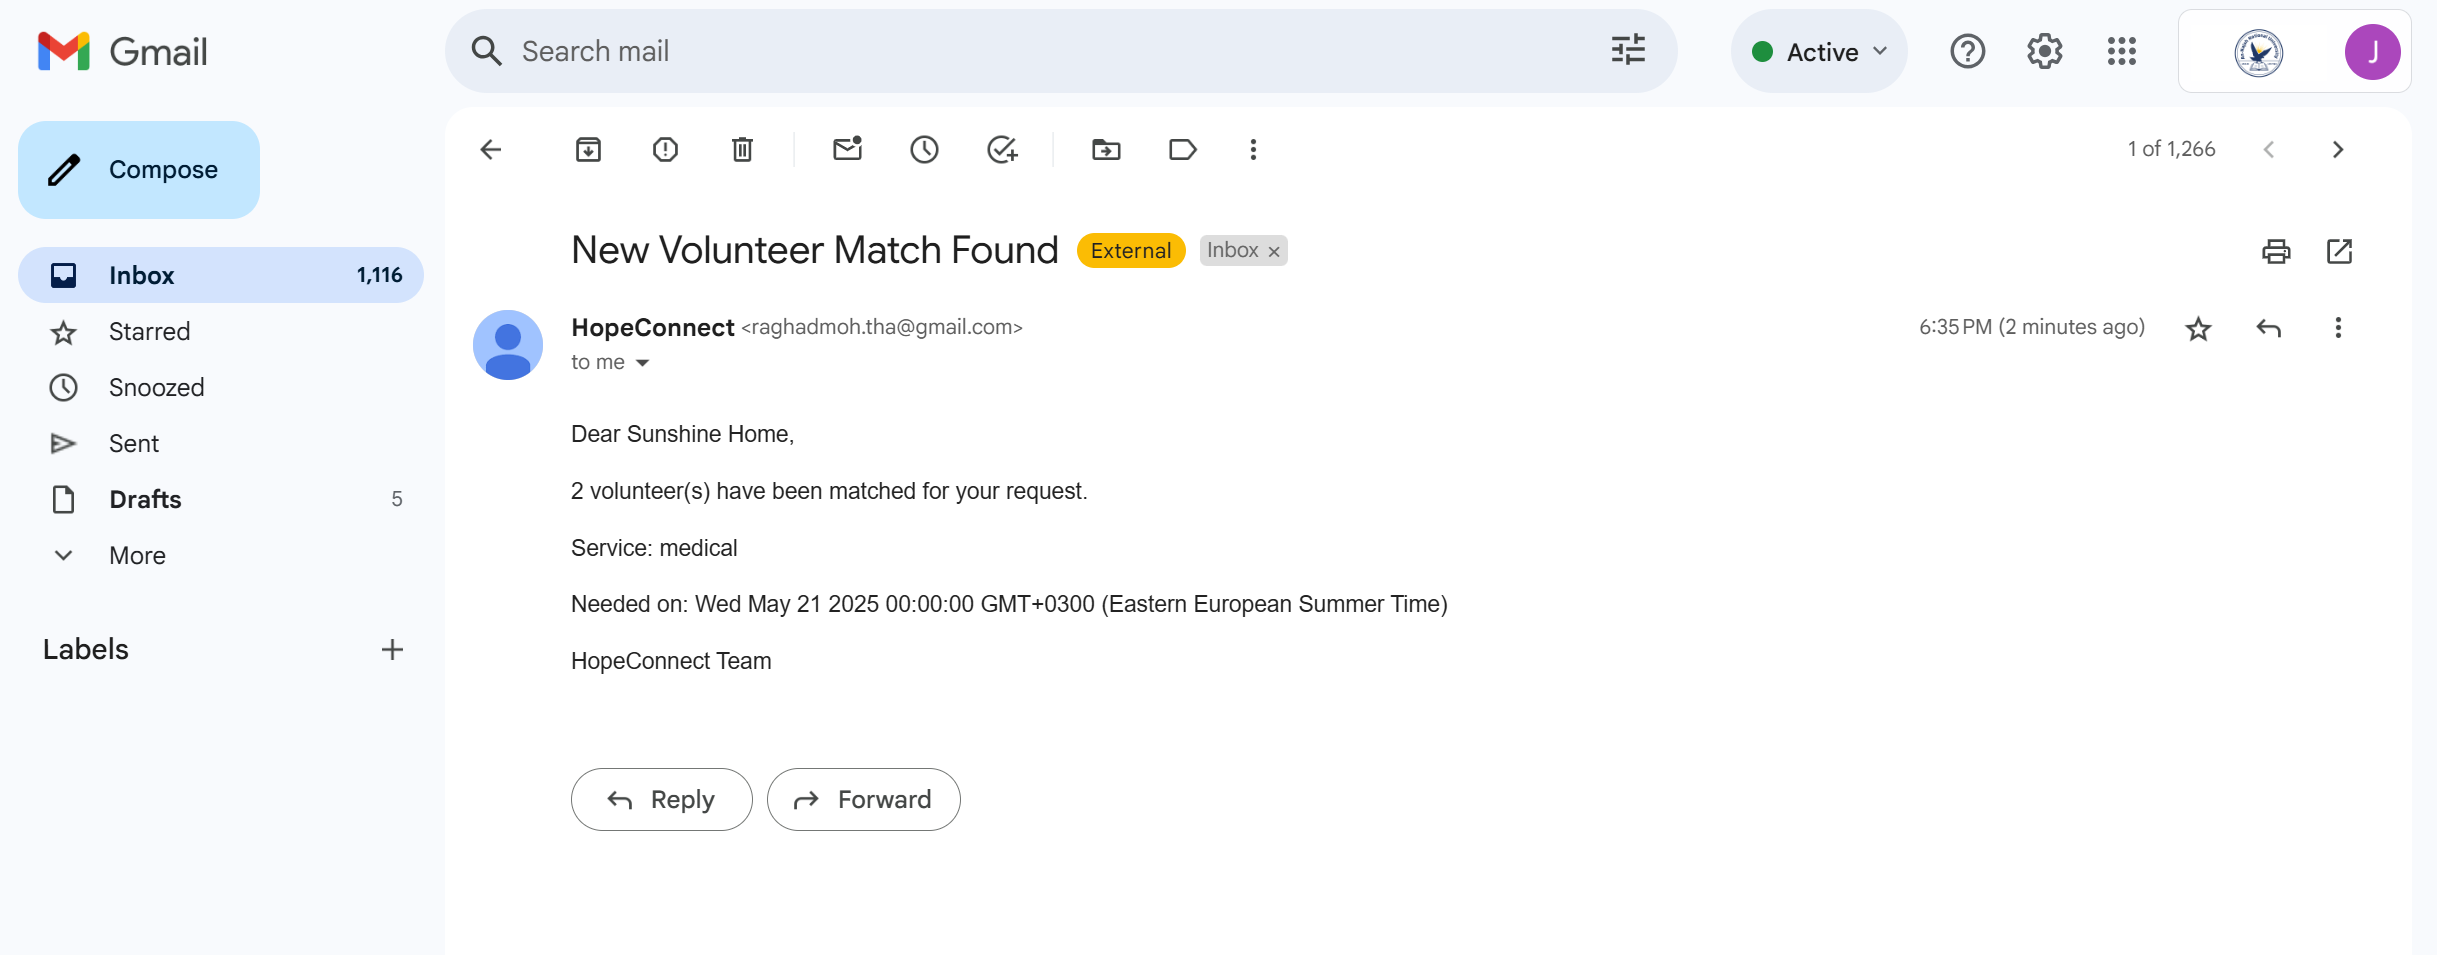 Gmail
Search mail
Active
J
Compose
1 of 1,266
New Volunteer Match Found External Inbox ×
Inbox 1,116
Starred
Snoozed
Sent
Drafts 5
More
Labels
HopeConnect <raghadmoh.tha@gmail.com>
6:35 PM (2 minutes ago)
to me
Dear Sunshine Home,
2 volunteer(s) have been matched for your request.
Service: medical
Needed on: Wed May 21 2025 00:00:00 GMT+0300 (Eastern European Summer Time)
HopeConnect Team
Reply
Forward